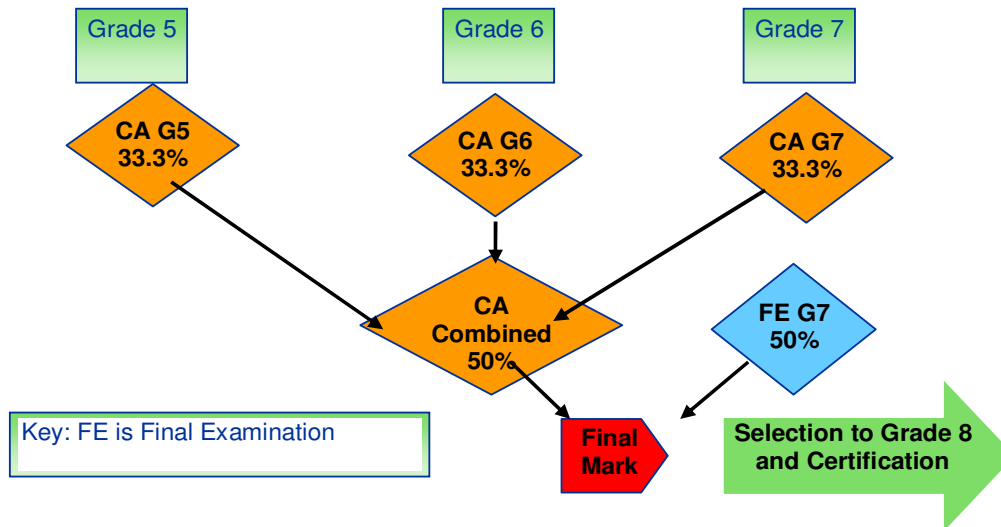 Grade 5
Grade 6
Grade 7
CA G5
33.3%
CA G6
33.3%
CA G7
33.3%
CA
Combined
50%
FE G7
50%
Key: FE is Final Examination
Final
Mark
Selection to Grade 8
and Certification